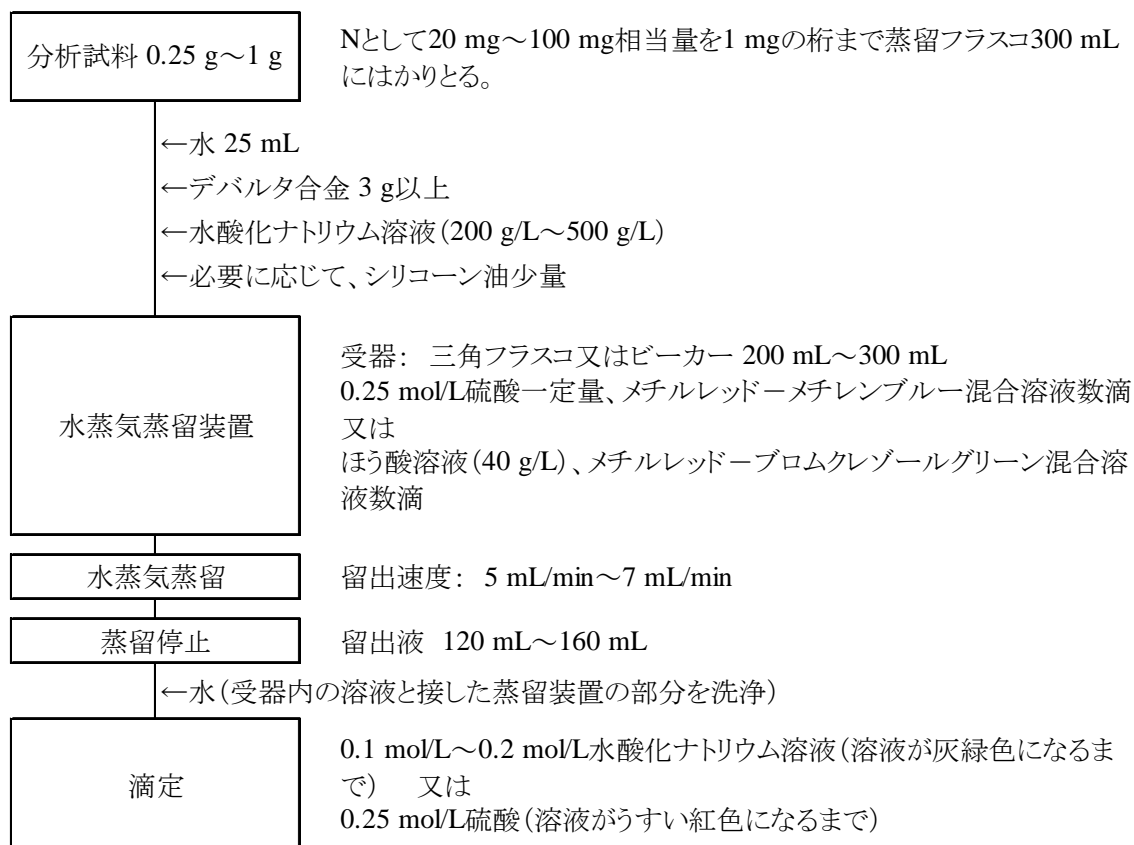 分析試料 0.25 g～1 g
Nとして20 mg～100 mg相当量を1 mgの桁まで蒸留フラスコ300 mL
にはかりとる。
←水 25 mL
←デバルタ合金 3 g以上
←水酸化ナトリウム溶液（200 g/L～500 g/L）
←必要に応じて、シリコーン油少量
水蒸気蒸留装置
受器： 三角フラスコ又はビーカー 200 mL～300 mL
0.25 mol/L硫酸一定量、メチルレッド－メチレンブルー混合溶液数滴
又は
ほう酸溶液（40 g/L）、メチルレッド－ブロムクレゾールグリーン混合溶
液数滴
水蒸気蒸留
留出速度： 5 mL/min～7 mL/min
蒸留停止
留出液 120 mL～160 mL
←水（受器内の溶液と接した蒸留装置の部分を洗浄）
滴定
0.1 mol/L～0.2 mol/L水酸化ナトリウム溶液（溶液が灰緑色になるま
で） 又は
0.25 mol/L硫酸（溶液がうすい紅色になるまで）